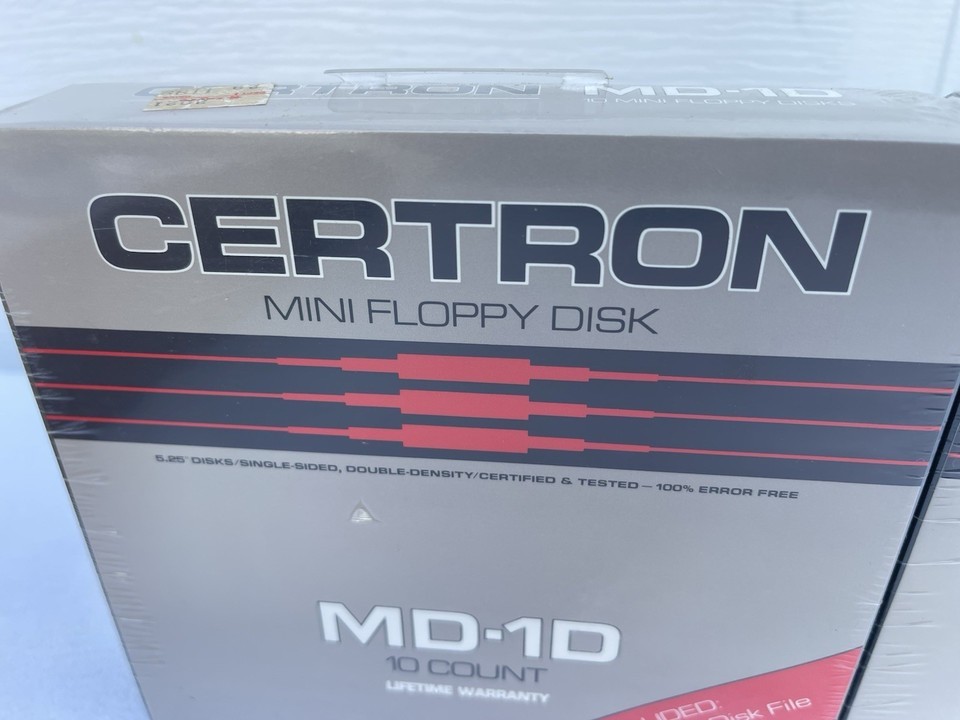 CERTRON MD-1D
10 MINI FLOPPY DISKS
CERTRON
MINI FLOPPY DISK
5.25" DISKS/SINGLE-SIDED, DOUBLE-DENSITY/CERTIFIED & TESTED — 100% ERROR FREE
MD-1D
10 COUNT
LIFETIME WARRANTY
Disk File